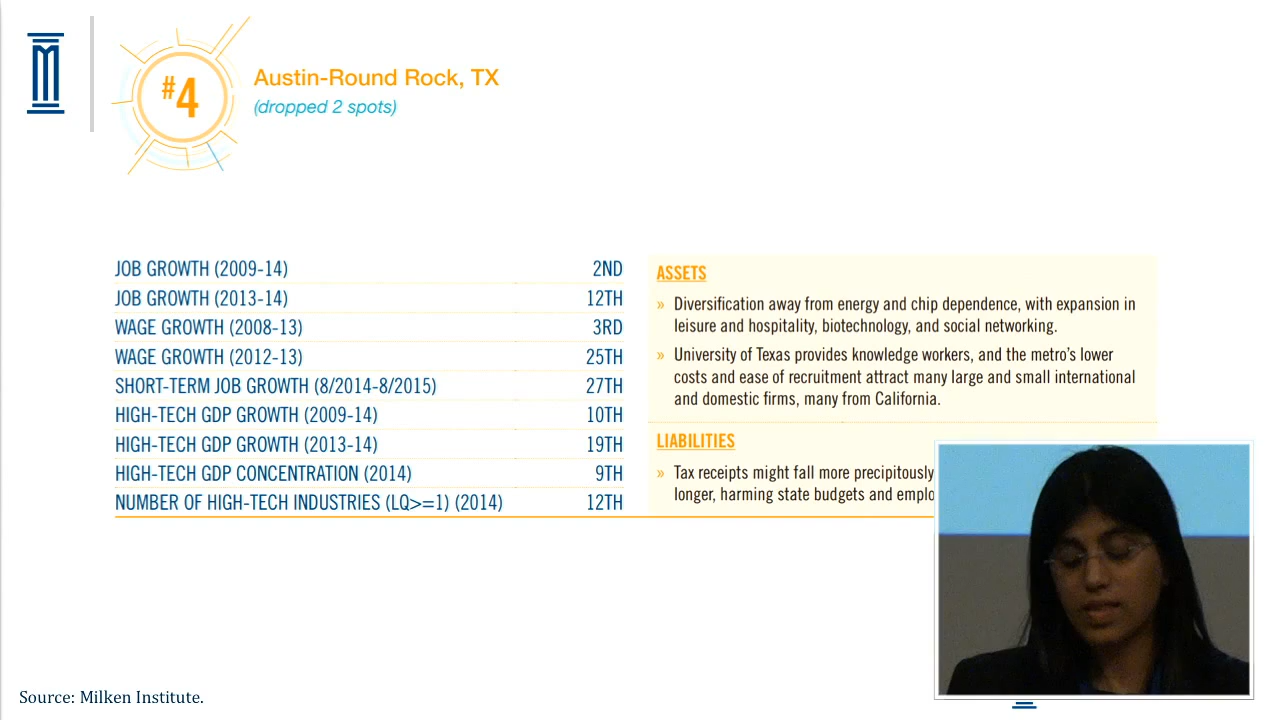 #4
Austin-Round Rock, TX
(dropped 2 spots)
JOB GROWTH (2009-14) 2ND
JOB GROWTH (2013-14) 12TH
WAGE GROWTH (2008-13) 3RD
WAGE GROWTH (2012-13) 25TH
SHORT-TERM JOB GROWTH (8/2014-8/2015) 27TH
HIGH-TECH GDP GROWTH (2009-14) 10TH
HIGH-TECH GDP GROWTH (2013-14) 19TH
HIGH-TECH GDP CONCENTRATION (2014) 9TH
NUMBER OF HIGH-TECH INDUSTRIES (LQ>=1) (2014) 12TH
ASSETS
» Diversification away from energy and chip dependence, with expansion in
leisure and hospitality, biotechnology, and social networking.
» University of Texas provides knowledge workers, and the metro's lower
costs and ease of recruitment attract many large and small international
and domestic firms, many from California.
LIABILITIES
» Tax receipts might fall more precipitously
longer, harming state budgets and emplo
Source: Milken Institute.